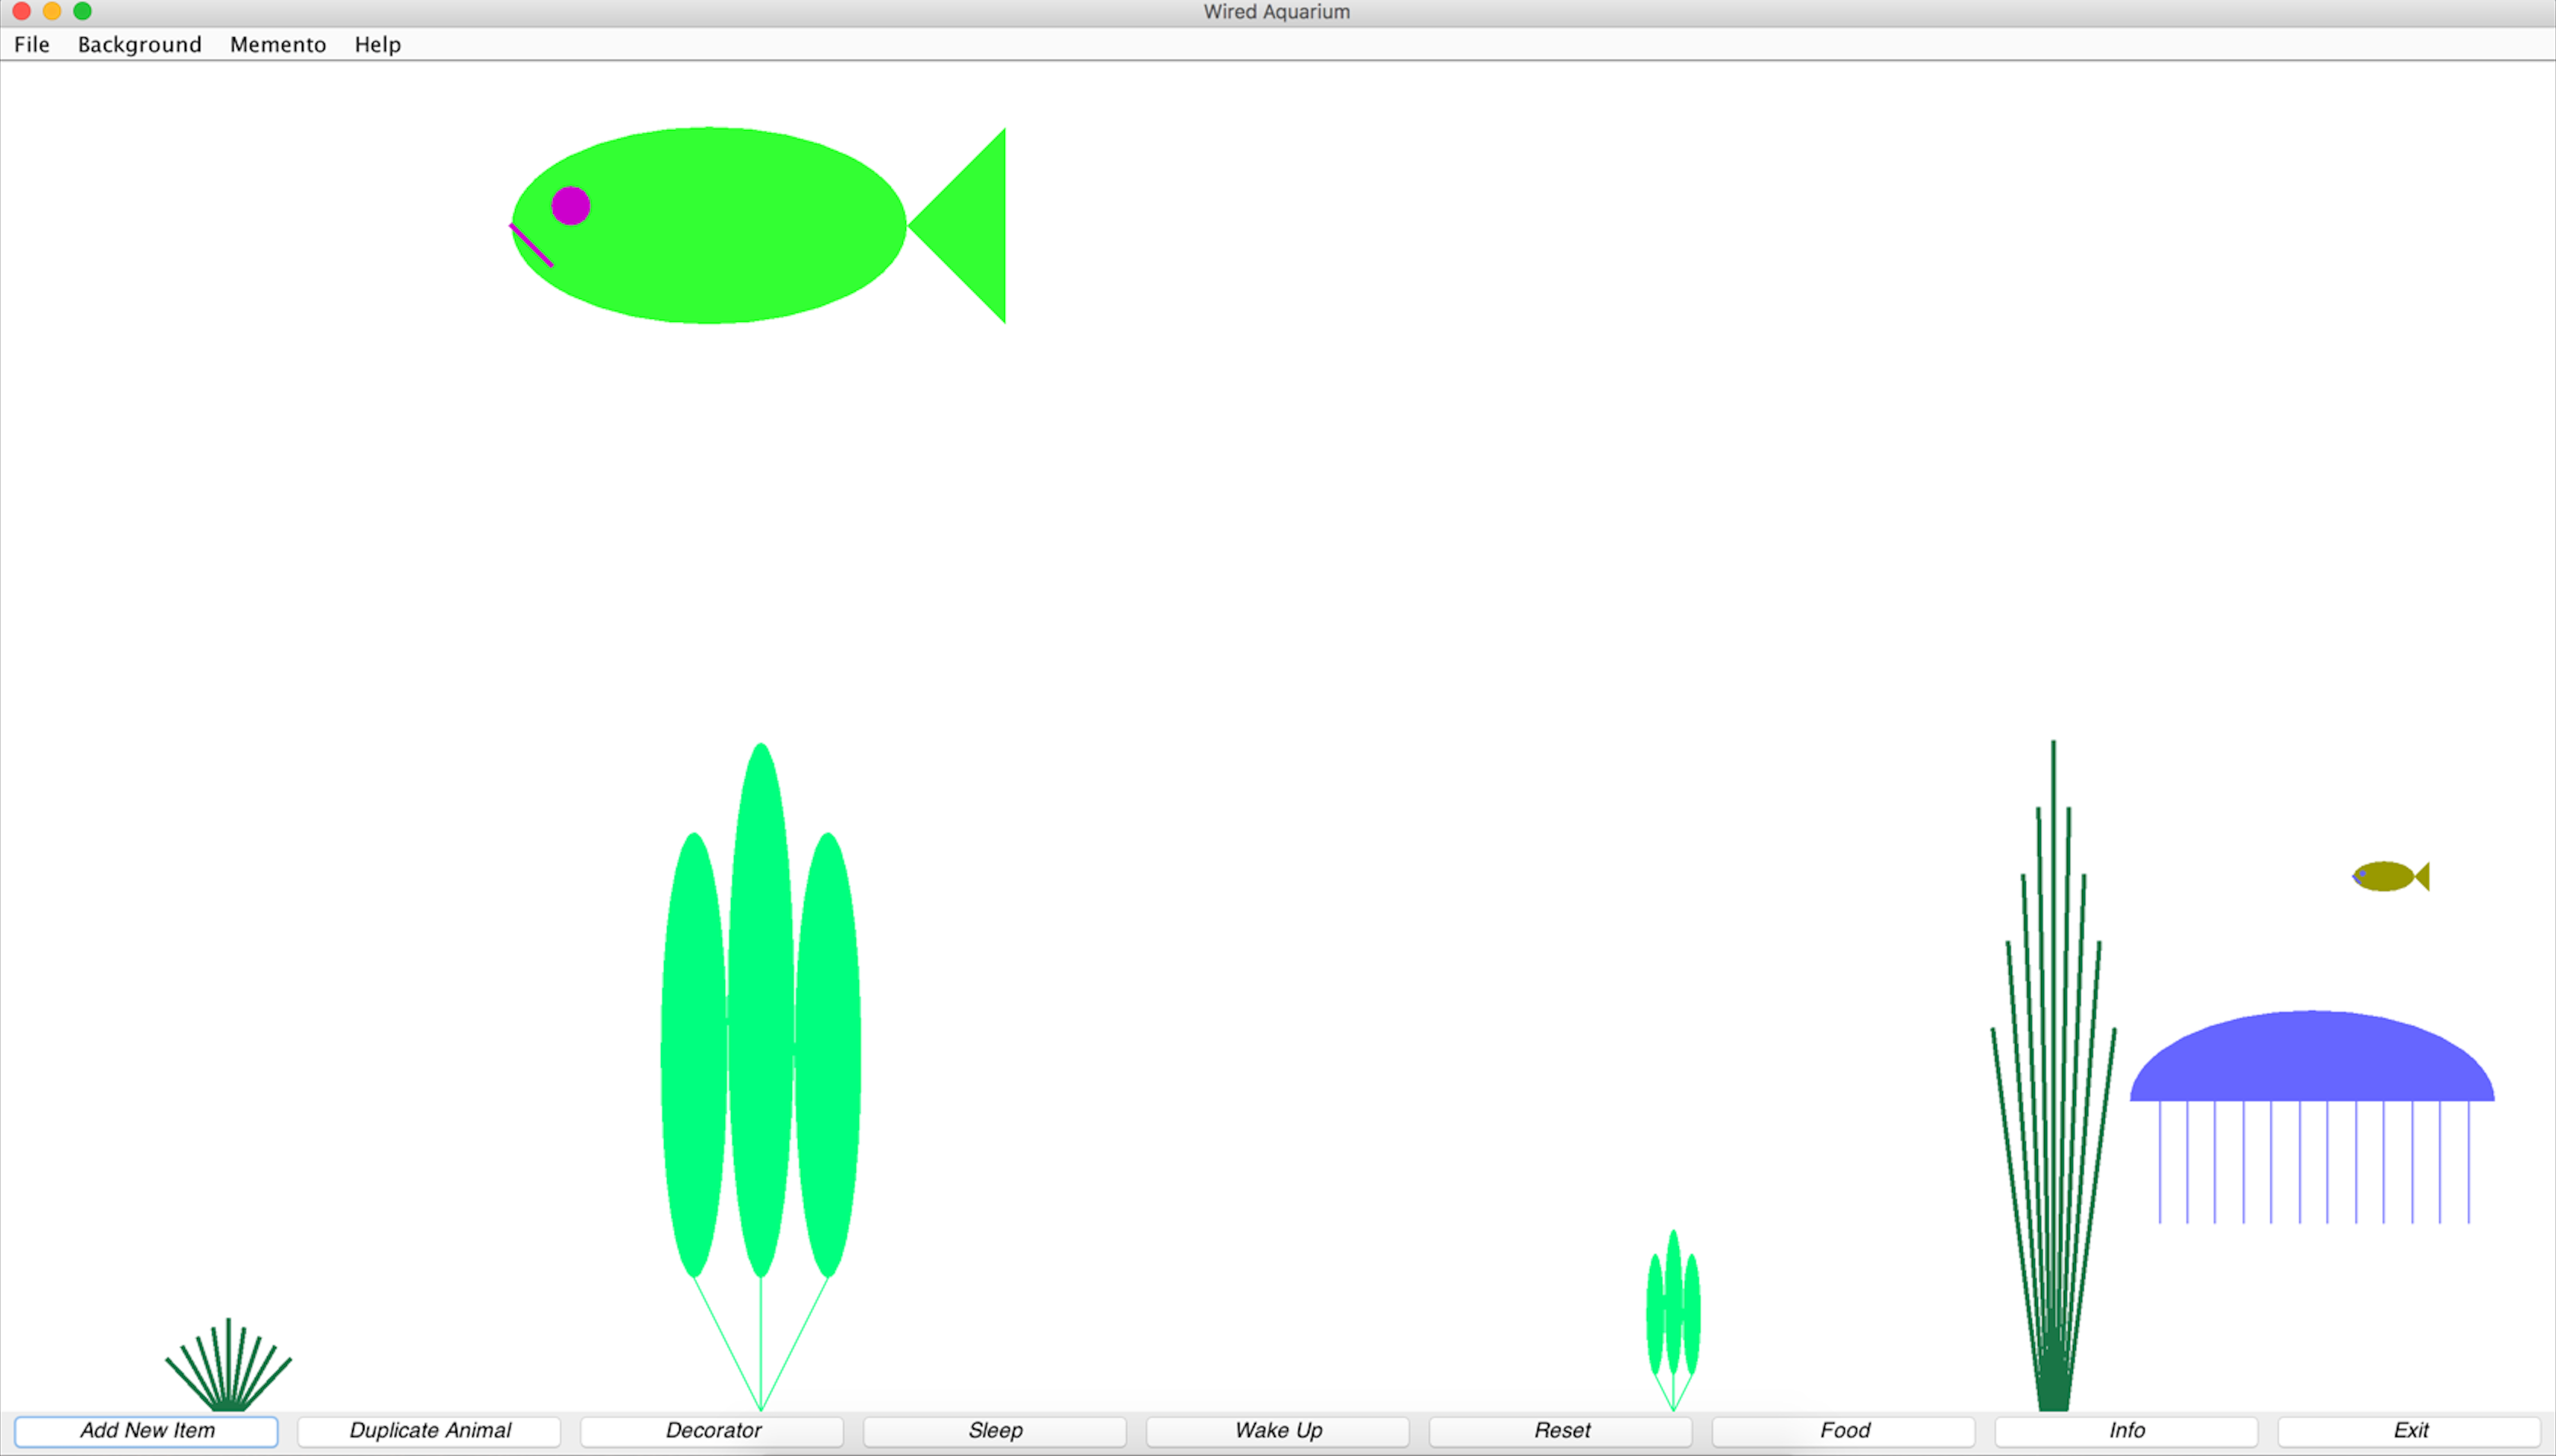 Wired Aquarium
File Background Memento Help
Add New Item Duplicate Animal Decorator Sleep Wake Up Reset Food Info Exit